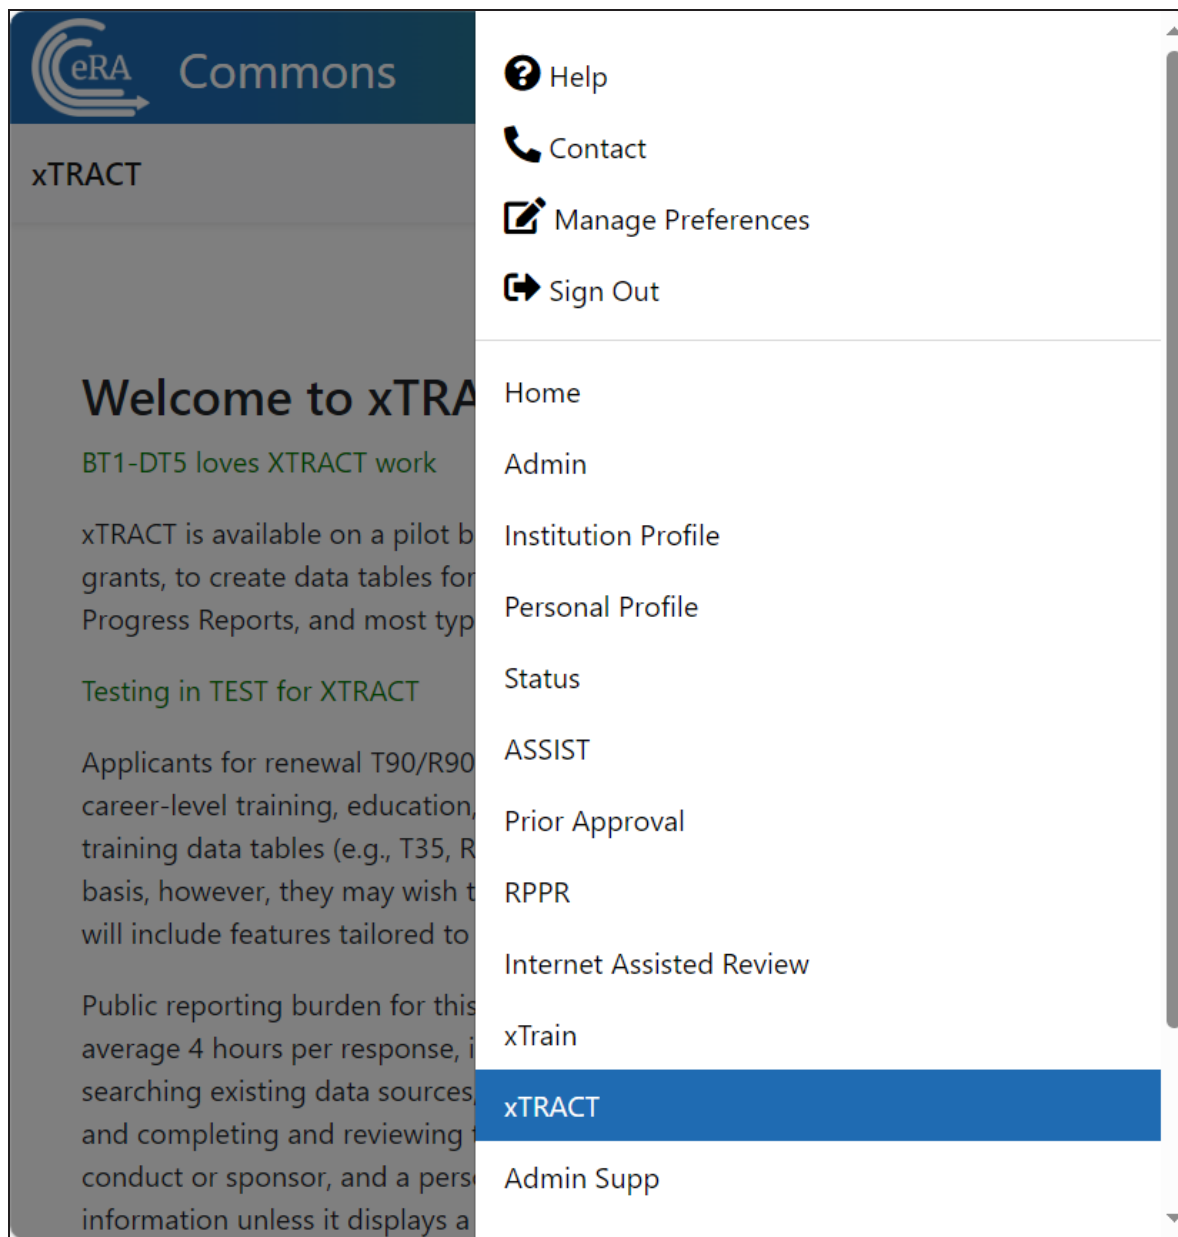 eRA Commons
xTRACT
Welcome to xTRA
BT1-DT5 loves XTRACT work
xTRACT is available on a pilot b
grants, to create data tables for
Progress Reports, and most typ
Testing in TEST for XTRACT
Applicants for renewal T90/R90
career-level training, education,
training data tables (e.g., T35, R
basis, however, they may wish t
will include features tailored to
Public reporting burden for this
average 4 hours per response, i
searching existing data sources,
and completing and reviewing t
conduct or sponsor, and a perso
information unless it displays a
Help
Contact
Manage Preferences
Sign Out
Home
Admin
Institution Profile
Personal Profile
Status
ASSIST
Prior Approval
RPPR
Internet Assisted Review
xTrain
xTRACT
Admin Supp